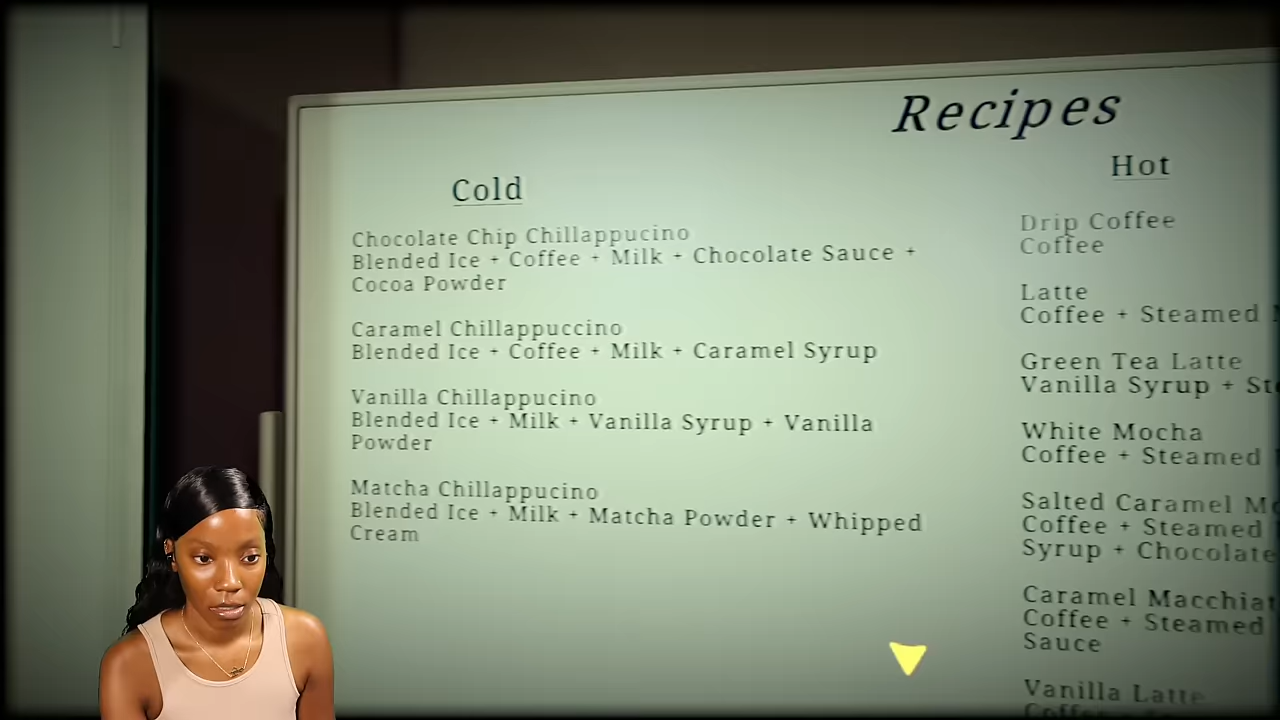 Recipes
Cold
Chocolate Chip Chillappucino
Blended Ice + Coffee + Milk + Chocolate Sauce +
Cocoa Powder
Caramel Chillappuccino
Blended Ice + Coffee + Milk + Caramel Syrup
Vanilla Chillappucino
Blended Ice + Milk + Vanilla Syrup + Vanilla
Powder
Matcha Chillappucino
Blended Ice + Milk + Matcha Powder + Whipped
Cream
Hot
Drip Coffee
Coffee
Latte
Coffee + Steamed
Green Tea Latte
Vanilla Syrup +
White Mocha
Coffee + Steamed
Salted Caramel
Coffee + Steamed
Syrup + Chocolate
Caramel
Coffee + Steamed
Sauce
Vanilla Latte